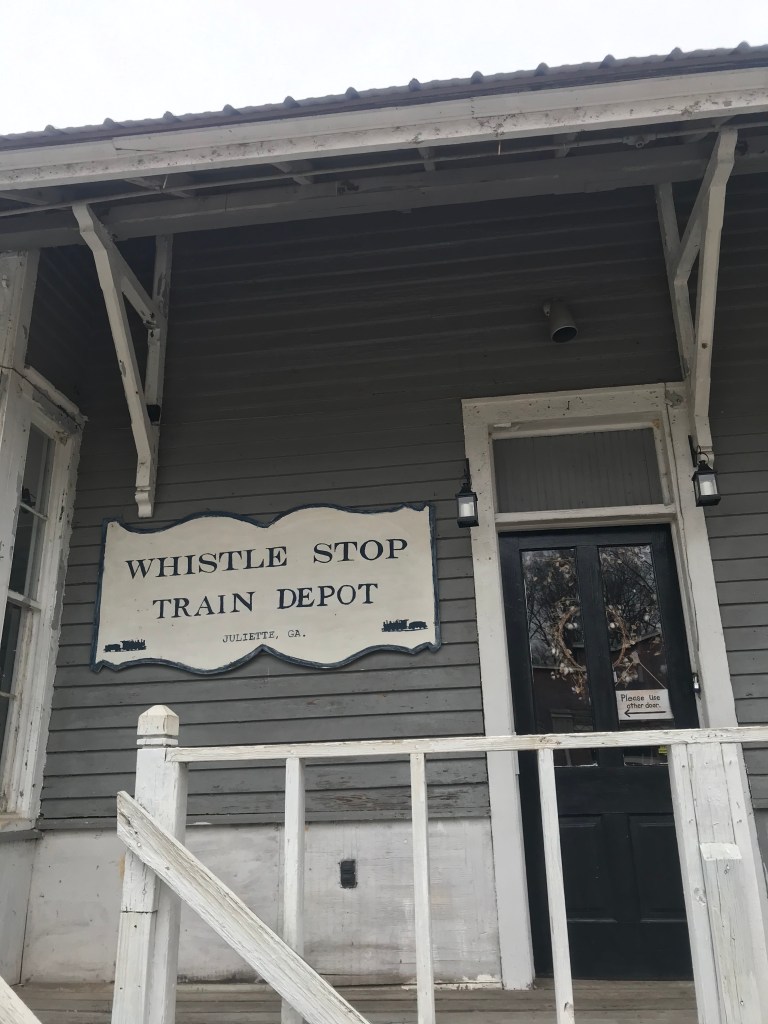 WHISTLE STOP
TRAIN DEPOT
JULIETTE, GA.
Please use
other door.